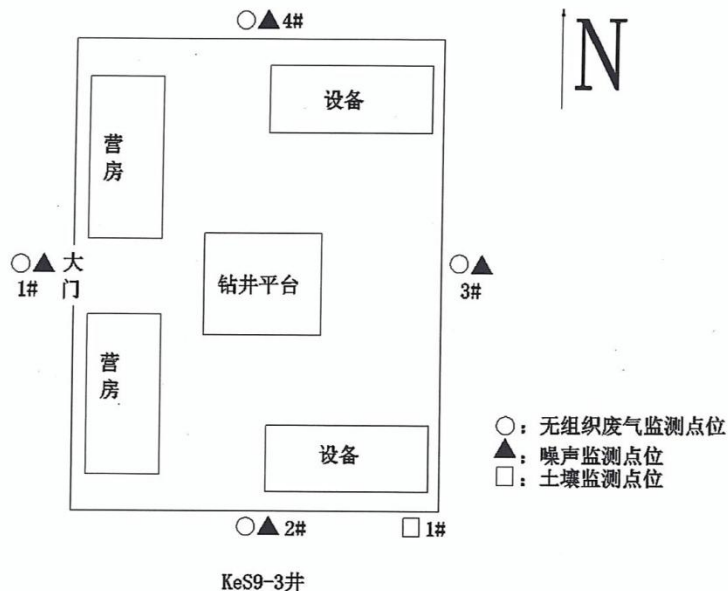 ○▲4#
N
设备
营
房
○▲ 大
1# 门
钻井平台
○▲
3#
营
房
设备
○：无组织废气监测点位
▲：噪声监测点位
□：土壤监测点位
○▲2#
□1#
KeS9-3井